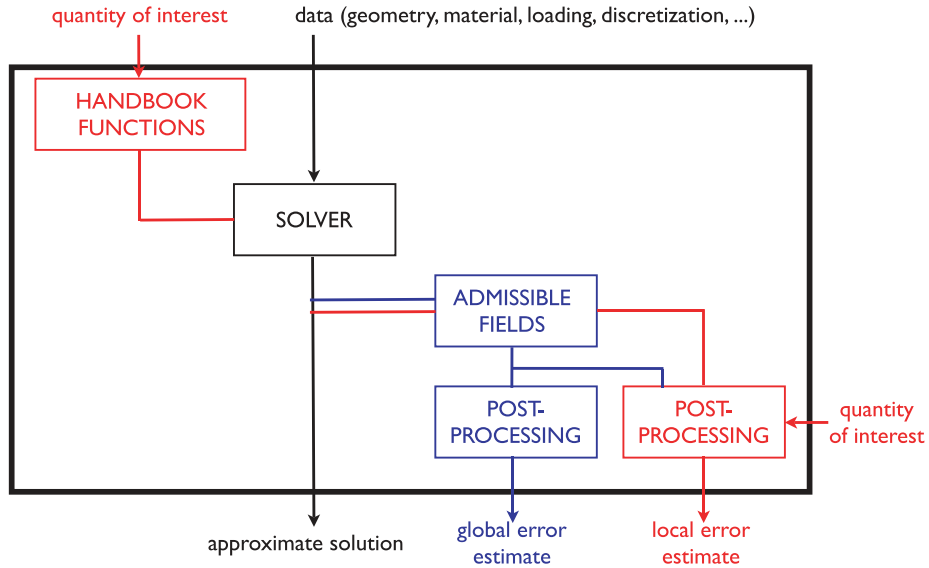 quantity of interest
data (geometry, material, loading, discretization, ...)
HANDBOOK
FUNCTIONS
SOLVER
ADMISSIBLE
FIELDS
POST-
PROCESSING
POST-
PROCESSING
quantity
of interest
approximate solution
global error
estimate
local error
estimate